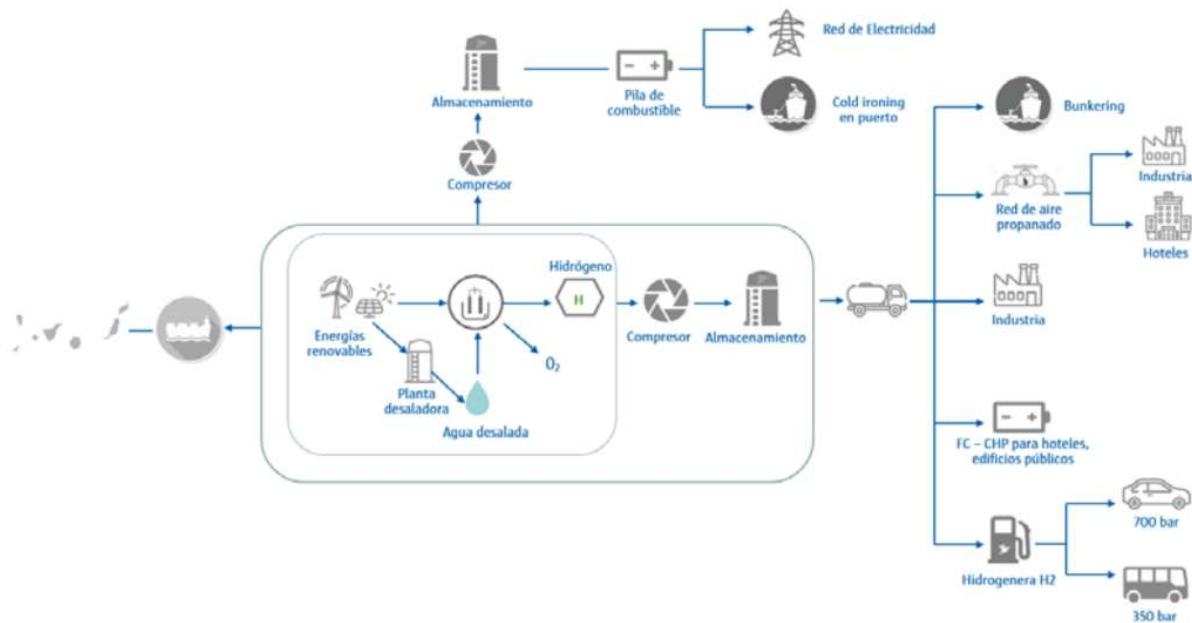 Red de Electricidad
Almacenamiento
Pila de
combustible
Cold ironing
en puerto
Bunkering
Compresor
Industria
Red de aire
propanado
Hoteles
Hidrógeno
H
Energías
renovables
Compresor
Almacenamiento
Industria
O₂
Planta
desaladora
Agua desalada
FC – CHP para hoteles,
edificios públicos
700 bar
Hidrogenera H2
350 bar